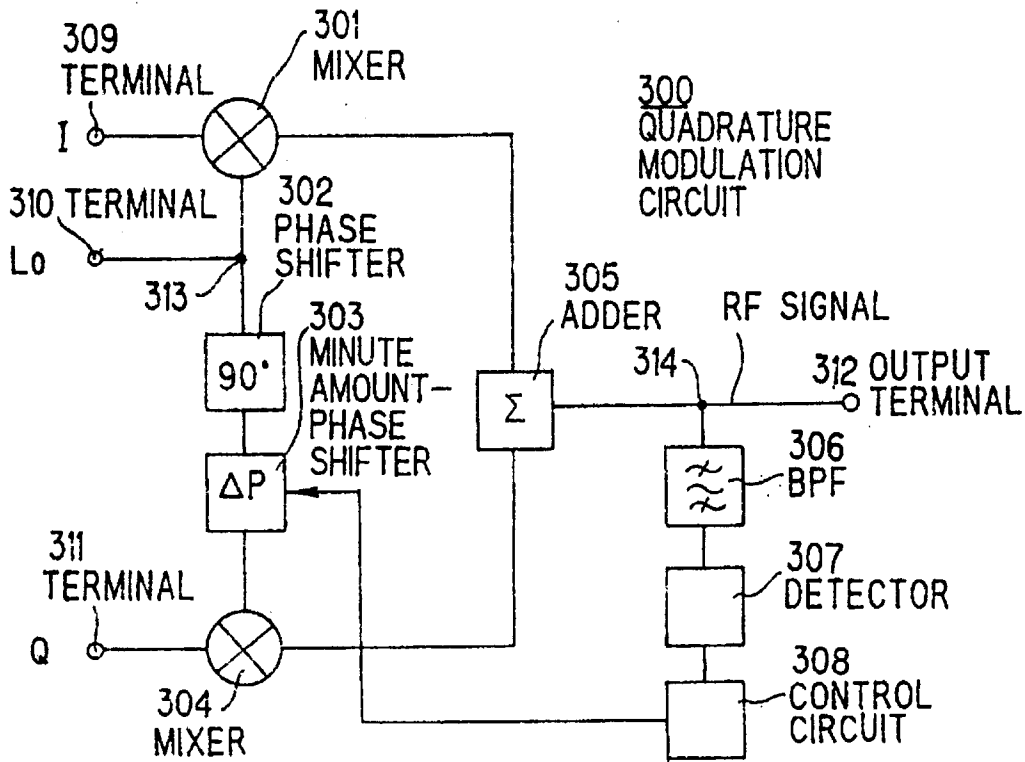 309
TERMINAL
I
301
MIXER
300
QUADRATURE
MODULATION
CIRCUIT
310 TERMINAL
Lo
313
302
PHASE
SHIFTER
90°
303
MINUTE
AMOUNT-
PHASE
SHIFTER
ΔP
305
ADDER
Σ
314
RF SIGNAL
312 OUTPUT
TERMINAL
306
BPF
307
DETECTOR
308
CONTROL
CIRCUIT
311
TERMINAL
Q
304
MIXER